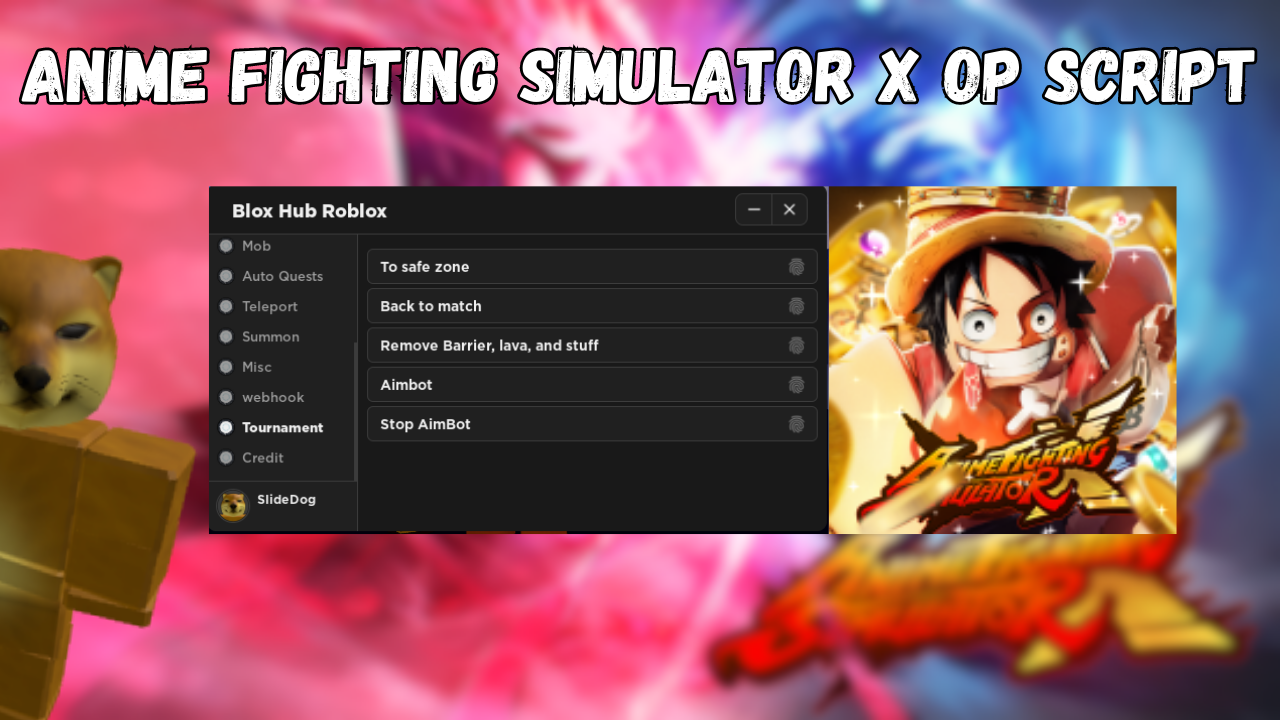 ANIME FIGHTING SIMULATOR X OP SCRIPT
Blox Hub Roblox
Mob
Auto Quests
Teleport
Summon
Misc
webhook
Tournament
Credit
SlideDog
To safe zone
Back to match
Remove Barrier, lava, and stuff
Aimbot
Stop AimBot
B
ANIME FIGHTING
SIMULATOR X